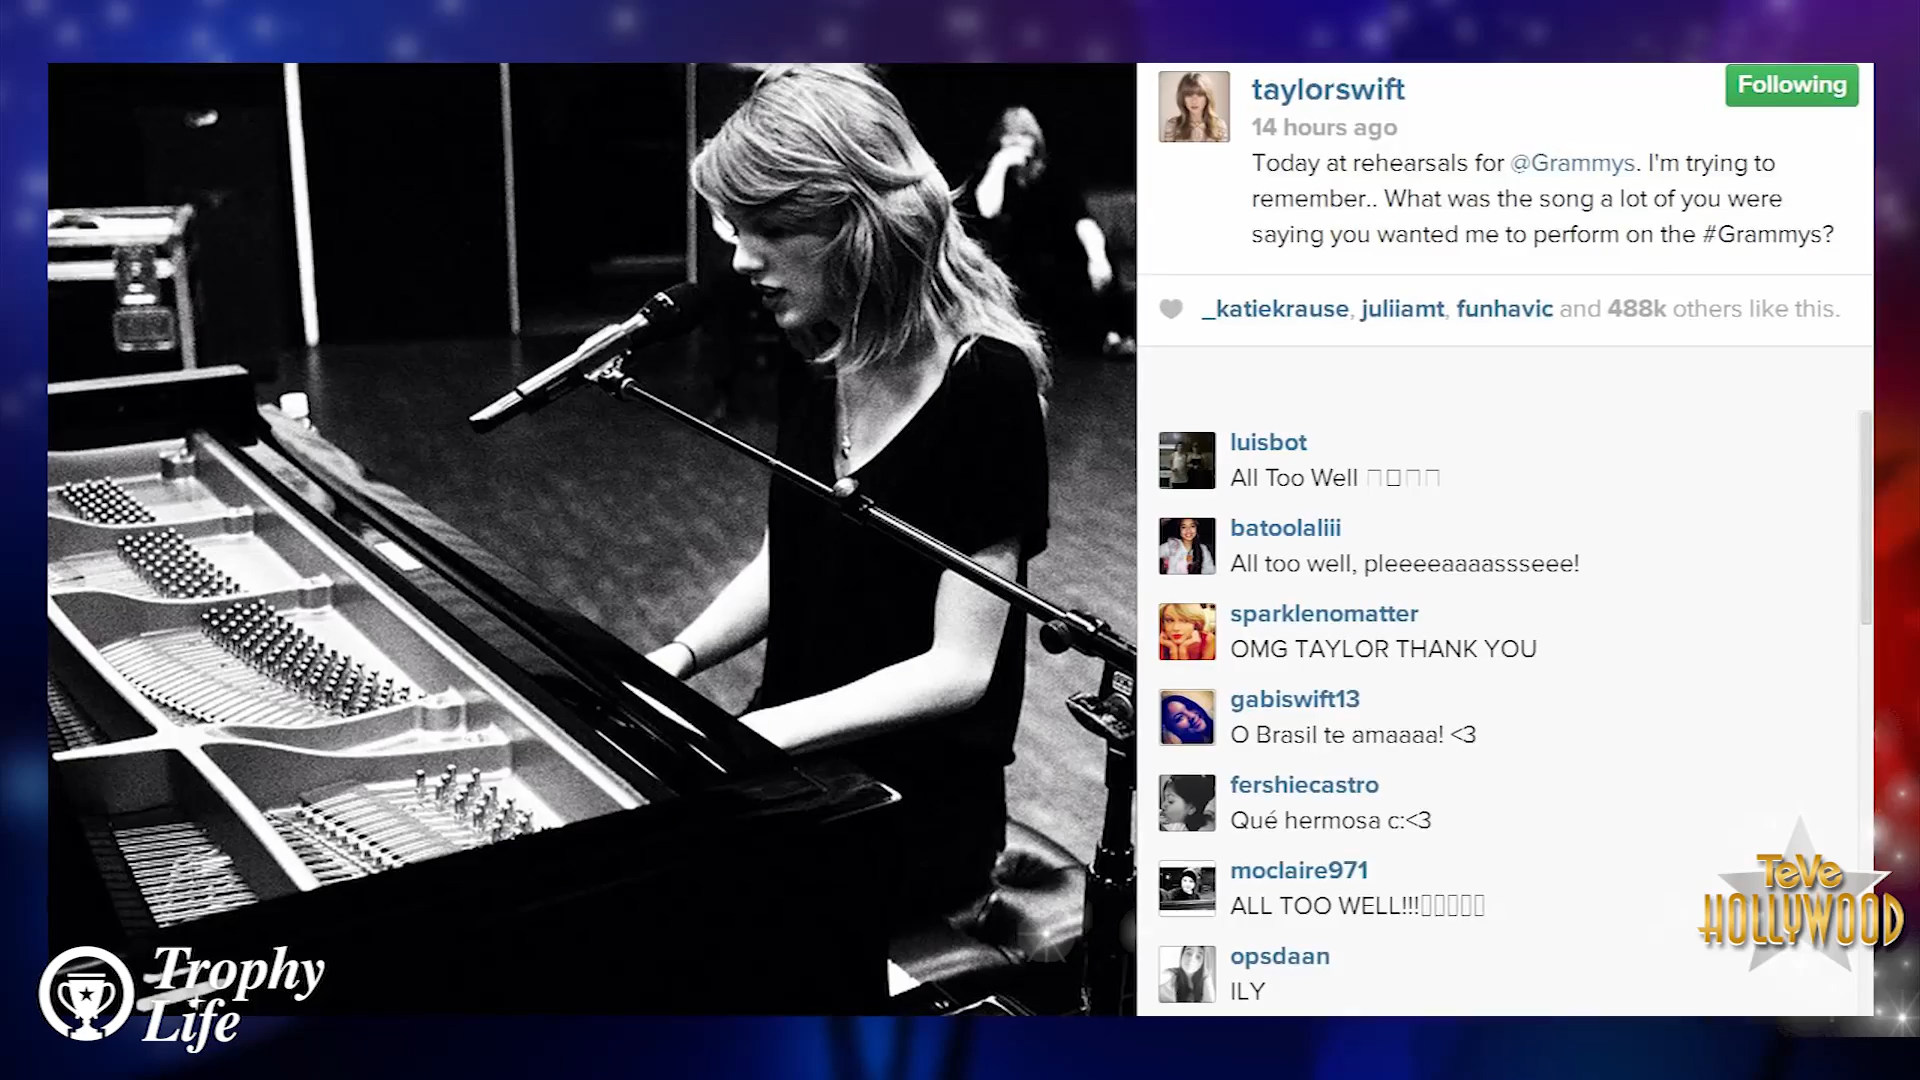 taylorswift
Following
14 hours ago
Today at rehearsals for @Grammys. I'm trying to
remember.. What was the song a lot of you were
saying you wanted me to perform on the #Grammys?
_katiekrause, juliiamt, funhavic and 488k others like this.
luisbot
All Too Well
batoolaliii
All too well, pleeeeaaaassseee!
sparklenomatter
OMG TAYLOR THANK YOU
gabiswift13
O Brasil te amaaaa! <3
fershiecastro
Qué hermosa c:<3
moclaire971
ALL TOO WELL!!!
opsdaan
ILY
Trophy
Life
TeVe
HOLLYWOOD